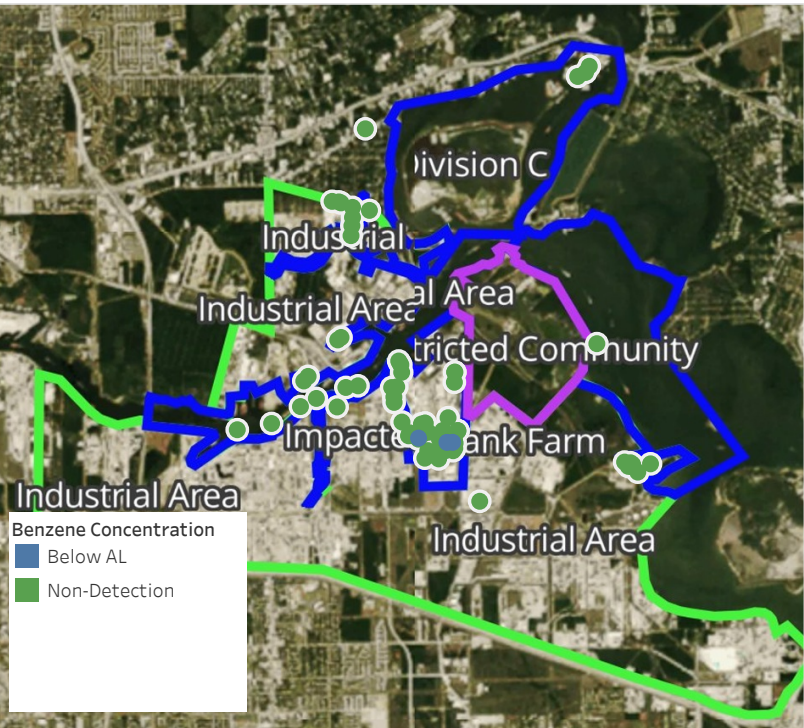 Division C
Industrial
Industrial Area
al Area
tricted Community
Impacte
ank Farm
Industrial Area
Industrial Area
Benzene Concentration
Below AL
Non-Detection